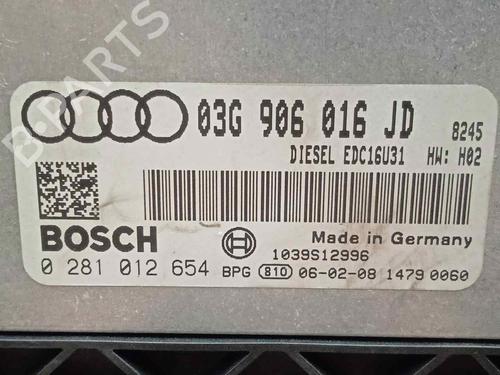 B-PARTS
03G 906 016 JD 8245
DIESEL EDC16U31 HW: H02
BOSCH
Made in Germany
1039S12996
0 281 012 654 BPG 810 06-02-08 1479 0060